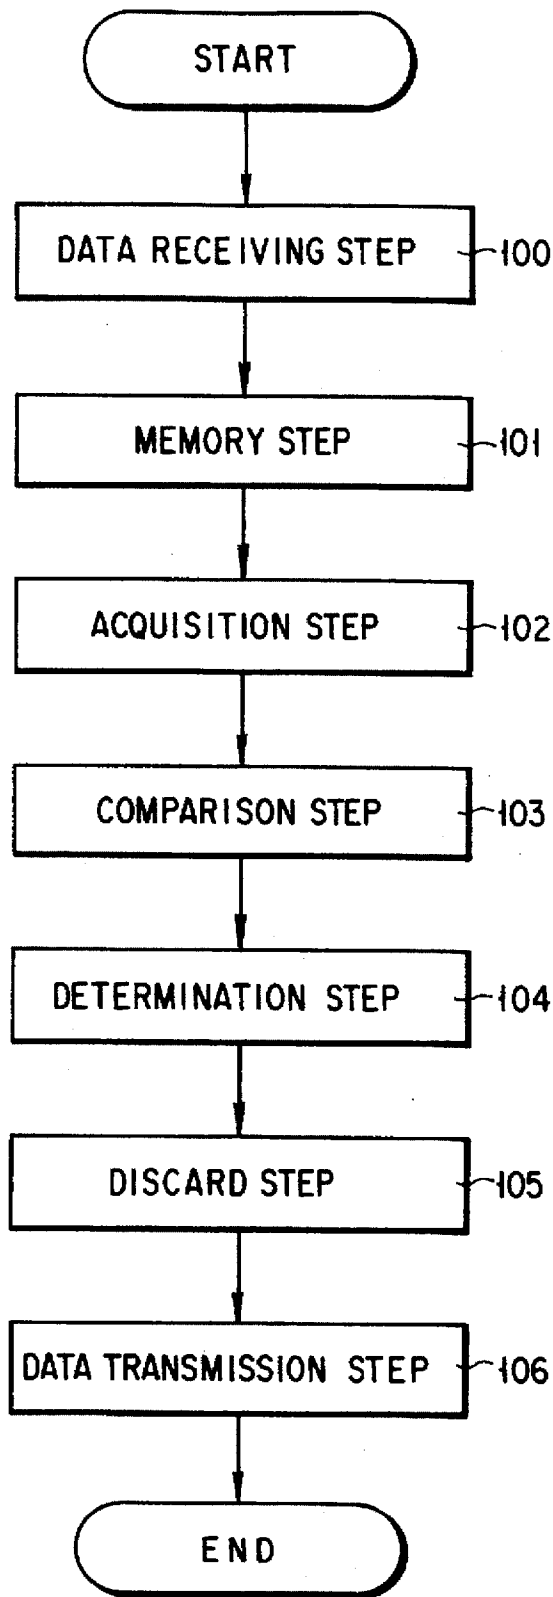 START
DATA RECEIVING STEP 100
MEMORY STEP 101
ACQUISITION STEP 102
COMPARISON STEP 103
DETERMINATION STEP 104
DISCARD STEP 105
DATA TRANSMISSION STEP 106
END